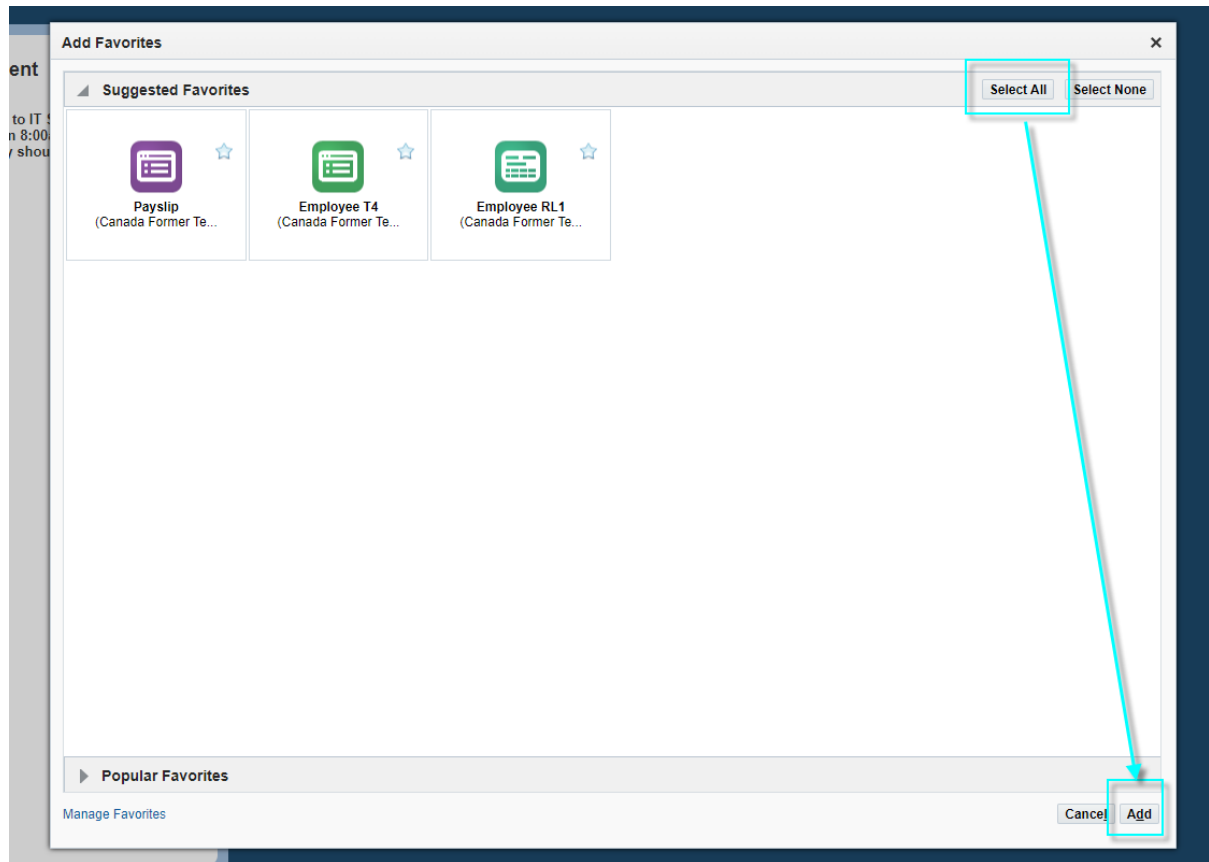 Add Favorites
ent
Suggested Favorites
Select All
Select None
to IT
n 8:00
shou
Payslip
(Canada Former Te...
Employee T4
(Canada Former Te...
Employee RL1
(Canada Former Te...
Popular Favorites
Manage Favorites
Cancel
Add